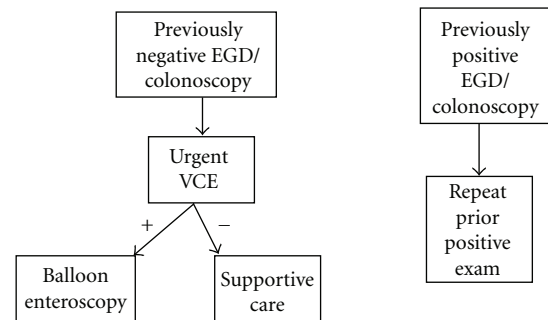 Previously
negative EGD/
colonoscopy
Urgent
VCE
+
−
Balloon
enteroscopy
Supportive
care
Previously
positive
EGD/
colonoscopy
Repeat
prior
positive
exam